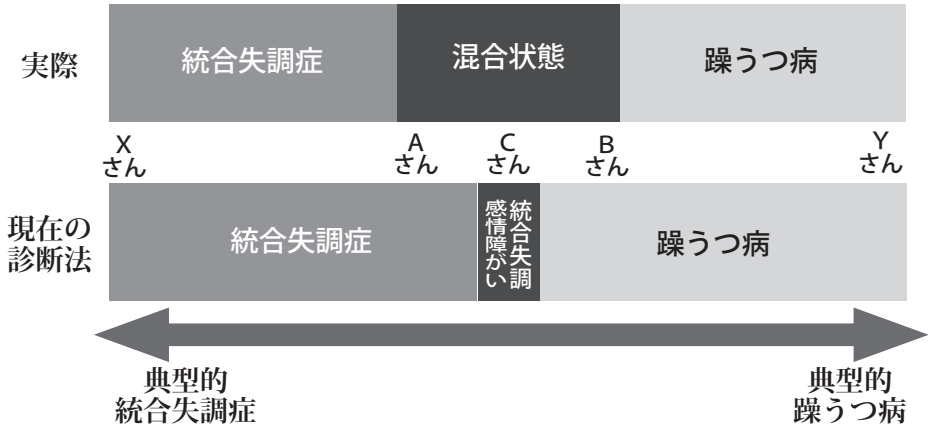 実際
統合失調症
混合状態
躁うつ病
X
さん
A
さん
C
さん
B
さん
Y
さん
現在の
診断法
統合失調症
統合失調
感情障がい
躁うつ病
典型的
統合失調症
典型的
躁うつ病